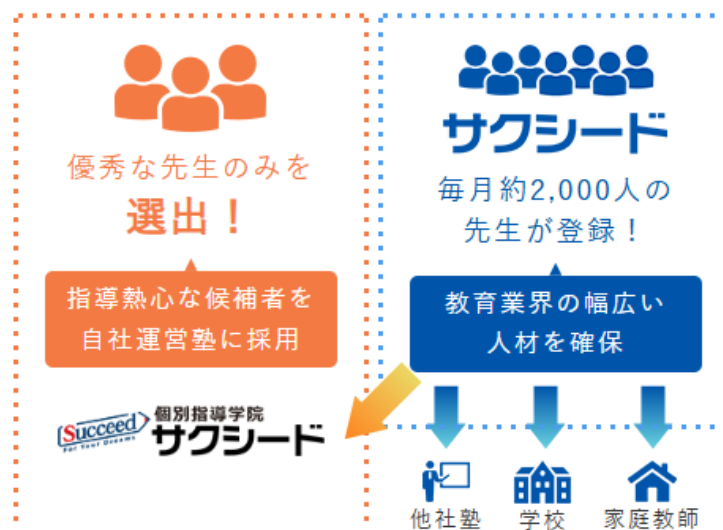 優秀な先生のみを
選出！
指導熱心な候補者を
自社運営塾に採用
Succeed
For Your Dreams
個別指導学院
サクシード
サクシード
毎月約2,000人の
先生が登録！
教育業界の幅広い
人材を確保
他社塾
学校
家庭教師